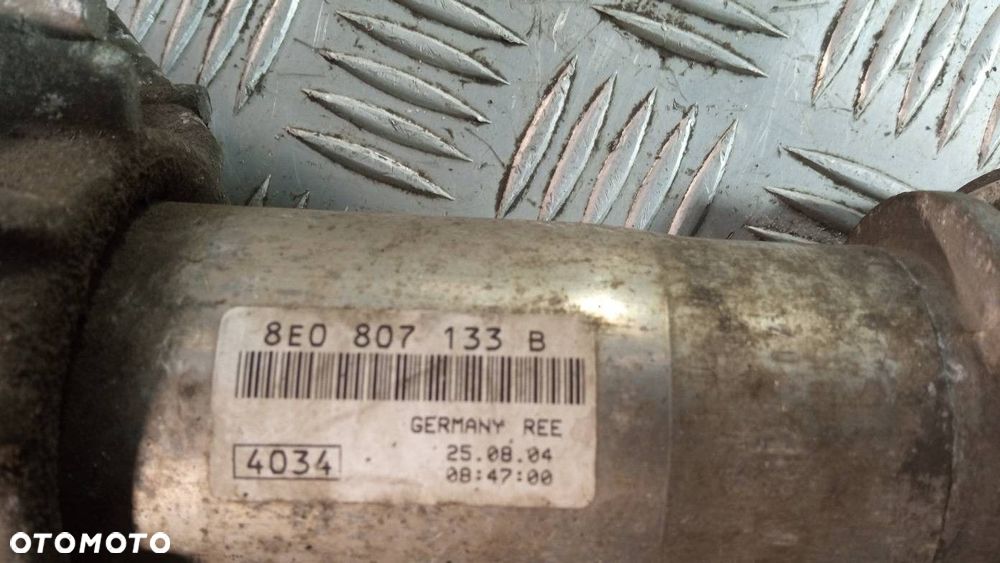 8E0 807 133 B
GERMANY REE
4034
25.08.04
08:47:00
OTOMOTO